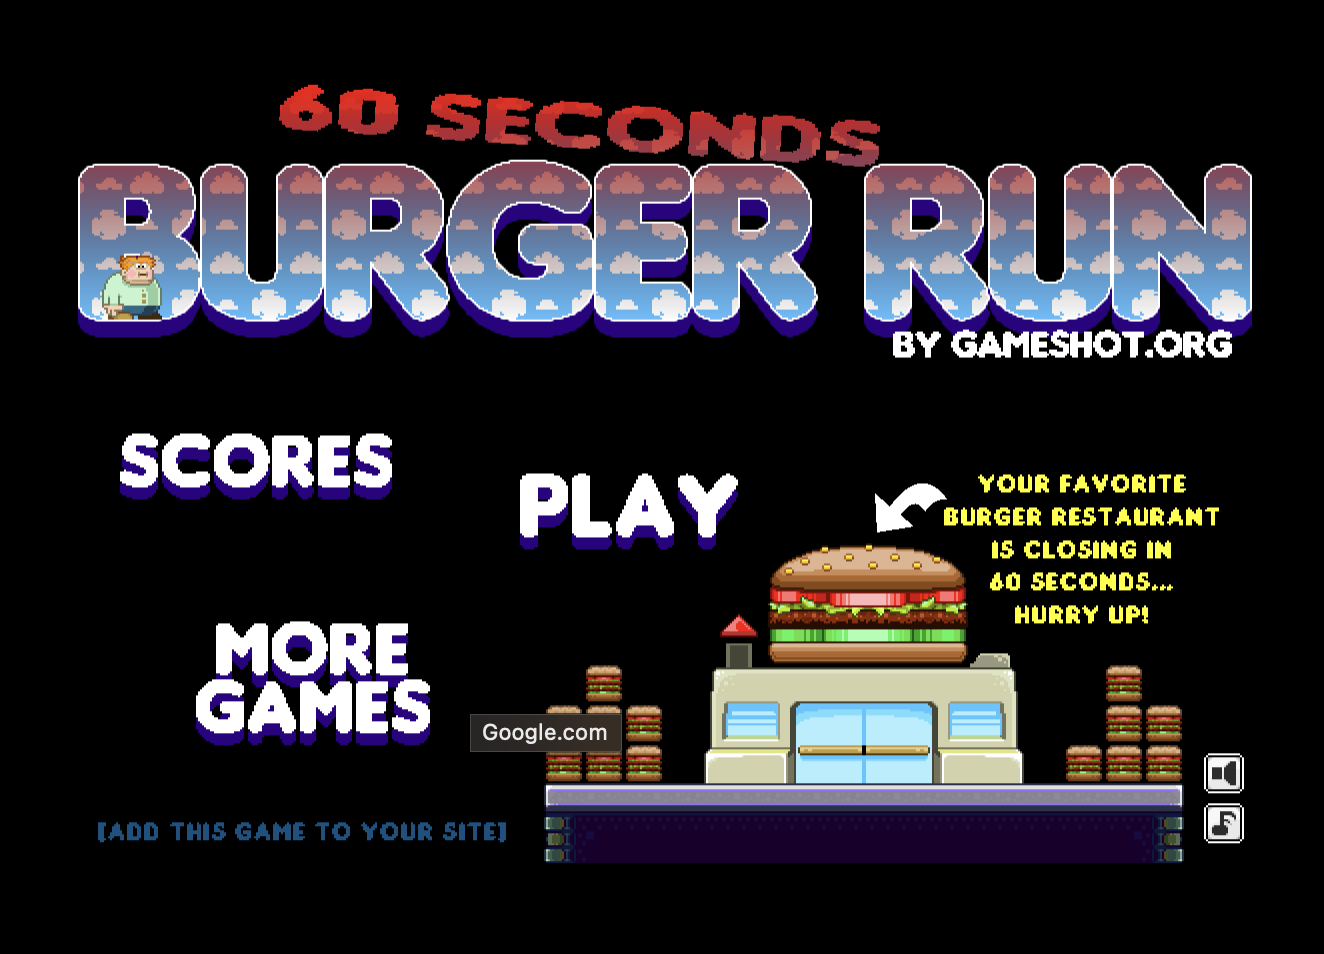 60 SECONDS
BURGER RUN
BY GAMESHOT.ORG
SCORES
PLAY
YOUR FAVORITE
BURGER RESTAURANT
IS CLOSING IN
60 SECONDS...
HURRY UP!
MORE
GAMES
Google.com
[ADD THIS GAME TO YOUR SITE]